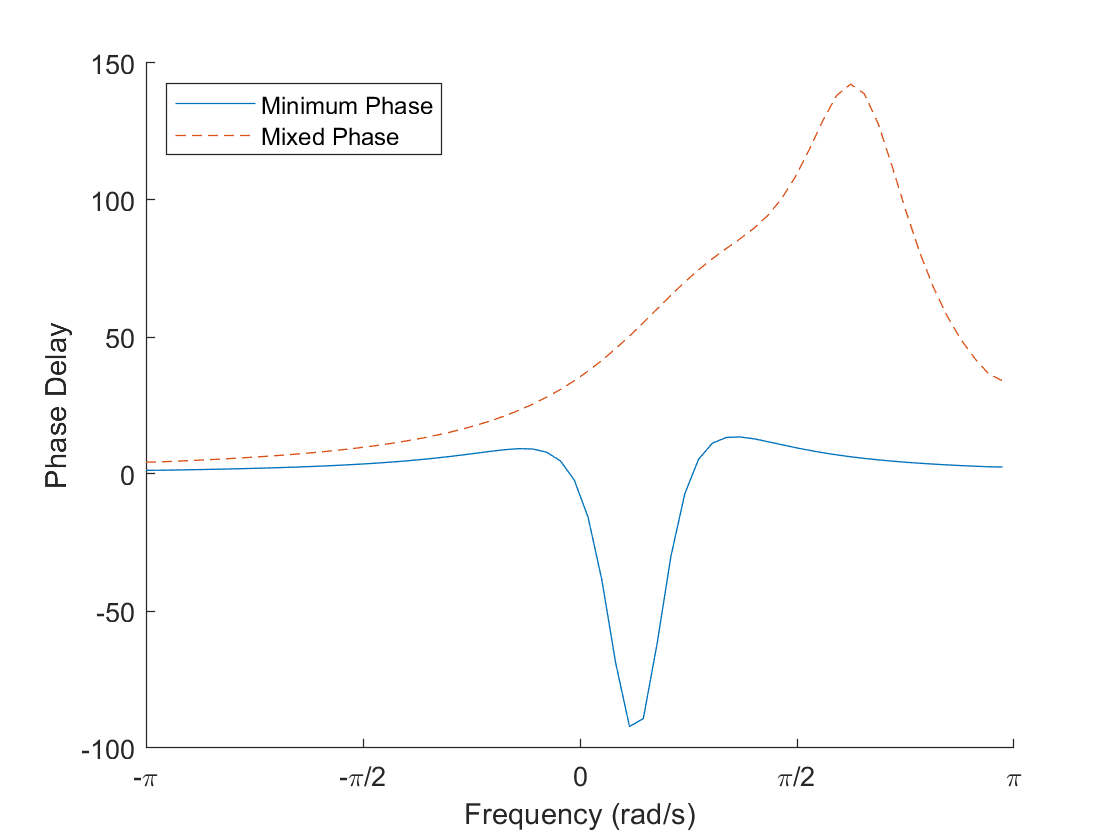 150
Minimum Phase
Mixed Phase
100
50
0
-50
-100
Phase Delay
-π
-π/2
0
π/2
π
Frequency (rad/s)